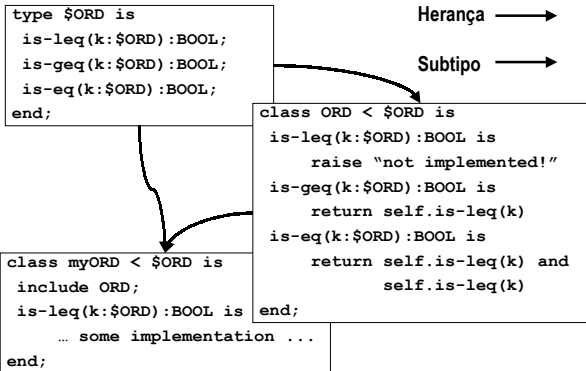 type $ORD is
is-leq(k:$ORD):BOOL;
is-geq(k:$ORD):BOOL;
is-eq(k:$ORD):BOOL;
end;
Herança
Subtipo
class ORD < $ORD is
is-leq(k:$ORD):BOOL is
raise “not implemented!”
is-geq(k:$ORD):BOOL is
return self.is-leq(k)
is-eq(k:$ORD):BOOL is
return self.is-leq(k) and
self.is-leq(k)
end;
class myORD < $ORD is
include ORD;
is-leq(k:$ORD):BOOL is
… some implementation ...
end;